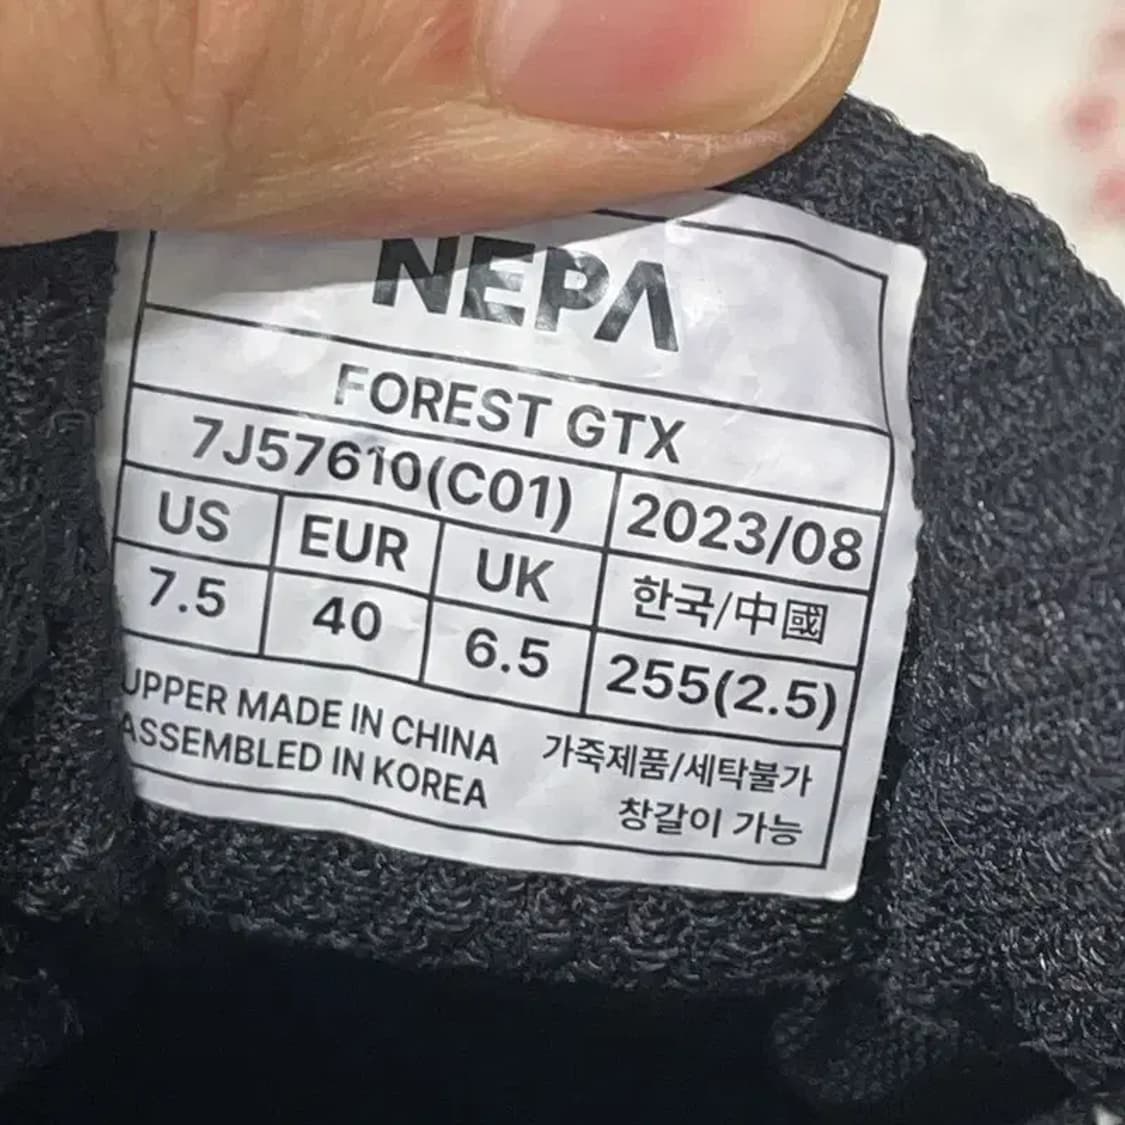 NEPA
FOREST GTX
7J57610(C01) 2023/08
US EUR UK 한국/中國
7.5 40 6.5 255(2.5)
UPPER MADE IN CHINA 가죽제품/세탁불가
ASSEMBLED IN KOREA 창갈이 가능